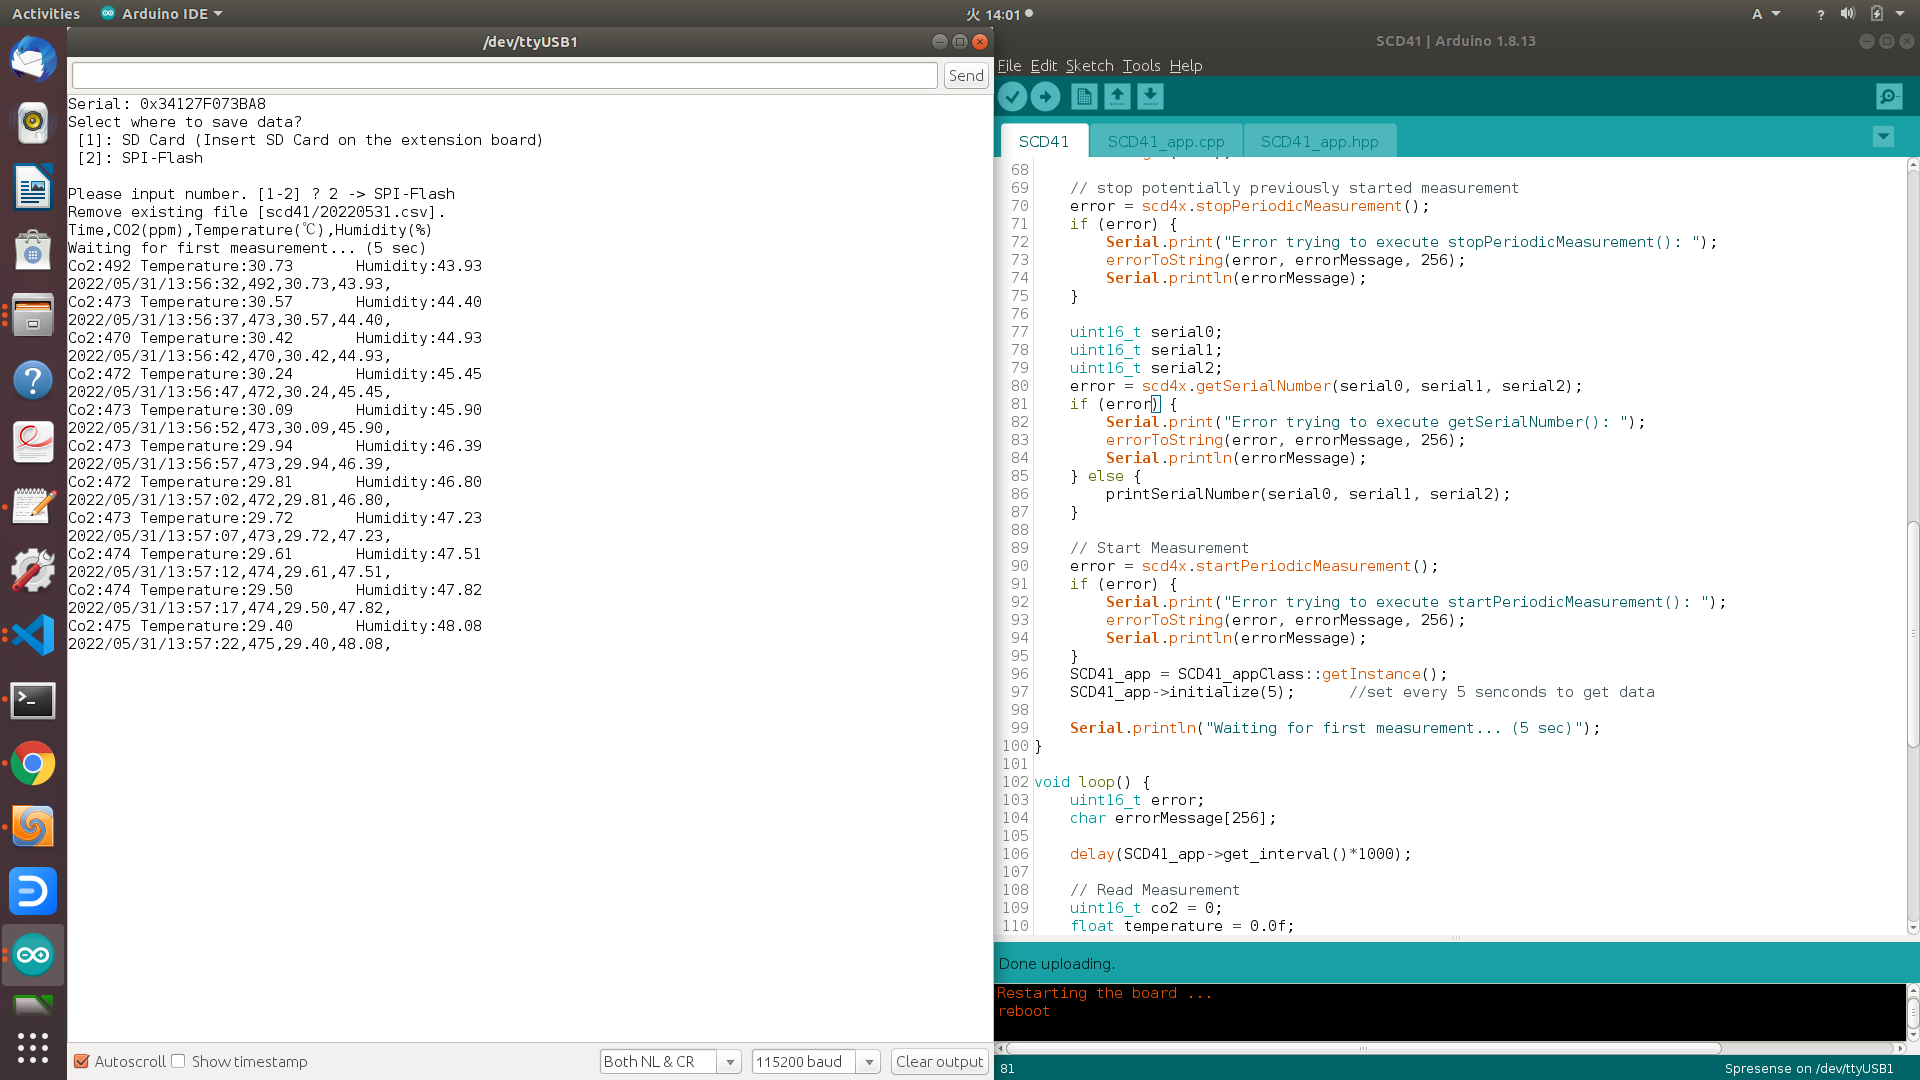 Activities
Arduino IDE
火 14:01
A
/dev/ttyUSB1
Send
Serial: 0x34127F073BA8
Select where to save data?
 [1]: SD Card (Insert SD Card on the extension board)
 [2]: SPI-Flash
Please input number. [1-2] ? 2 -> SPI-Flash
Remove existing file [scd41/20220531.csv].
Time,CO2(ppm),Temperature(℃),Humidity(%)
Waiting for first measurement... (5 sec)
Co2:492 Temperature:30.73       Humidity:43.93
2022/05/31/13:56:32,492,30.73,43.93,
Co2:473 Temperature:30.57       Humidity:44.40
2022/05/31/13:56:37,473,30.57,44.40,
Co2:470 Temperature:30.42       Humidity:44.93
2022/05/31/13:56:42,470,30.42,44.93,
Co2:472 Temperature:30.24       Humidity:45.45
2022/05/31/13:56:47,472,30.24,45.45,
Co2:473 Temperature:30.09       Humidity:45.90
2022/05/31/13:56:52,473,30.09,45.90,
Co2:473 Temperature:29.94       Humidity:46.39
2022/05/31/13:56:57,473,29.94,46.39,
Co2:472 Temperature:29.81       Humidity:46.80
2022/05/31/13:57:02,472,29.81,46.80,
Co2:473 Temperature:29.72       Humidity:47.23
2022/05/31/13:57:07,473,29.72,47.23,
Co2:474 Temperature:29.61       Humidity:47.51
2022/05/31/13:57:12,474,29.61,47.51,
Co2:474 Temperature:29.50       Humidity:47.82
2022/05/31/13:57:17,474,29.50,47.82,
Co2:475 Temperature:29.40       Humidity:48.08
2022/05/31/13:57:22,475,29.40,48.08,
Autoscroll
Show timestamp
Both NL & CR
115200 baud
Clear output
SCD41 | Arduino 1.8.13
File Edit Sketch Tools Help
SCD41
SCD41_app.cpp
SCD41_app.hpp
68
69     // stop potentially previously started measurement
70     error = scd4x.stopPeriodicMeasurement();
71     if (error) {
72         Serial.print("Error trying to execute stopPeriodicMeasurement(): ");
73         errorToString(error, errorMessage, 256);
74         Serial.println(errorMessage);
75     }
76
77     uint16_t serial0;
78     uint16_t serial1;
79     uint16_t serial2;
80     error = scd4x.getSerialNumber(serial0, serial1, serial2);
81     if (error) {
82         Serial.print("Error trying to execute getSerialNumber(): ");
83         errorToString(error, errorMessage, 256);
84         Serial.println(errorMessage);
85     } else {
86         printSerialNumber(serial0, serial1, serial2);
87     }
88
89     // Start Measurement
90     error = scd4x.startPeriodicMeasurement();
91     if (error) {
92         Serial.print("Error trying to execute startPeriodicMeasurement(): ");
93         errorToString(error, errorMessage, 256);
94         Serial.println(errorMessage);
95     }
96     SCD41_app = SCD41_appClass::getInstance();
97     SCD41_app->initialize(5);      //set every 5 senconds to get data
98
99     Serial.println("Waiting for first measurement... (5 sec)");
100 }
101
102 void loop() {
103     uint16_t error;
104     char errorMessage[256];
105
106     delay(SCD41_app->get_interval()*1000);
107
108     // Read Measurement
109     uint16_t co2 = 0;
110     float temperature = 0.0f;
Done uploading.
Restarting the board ...
reboot
81
Spresense on /dev/ttyUSB1